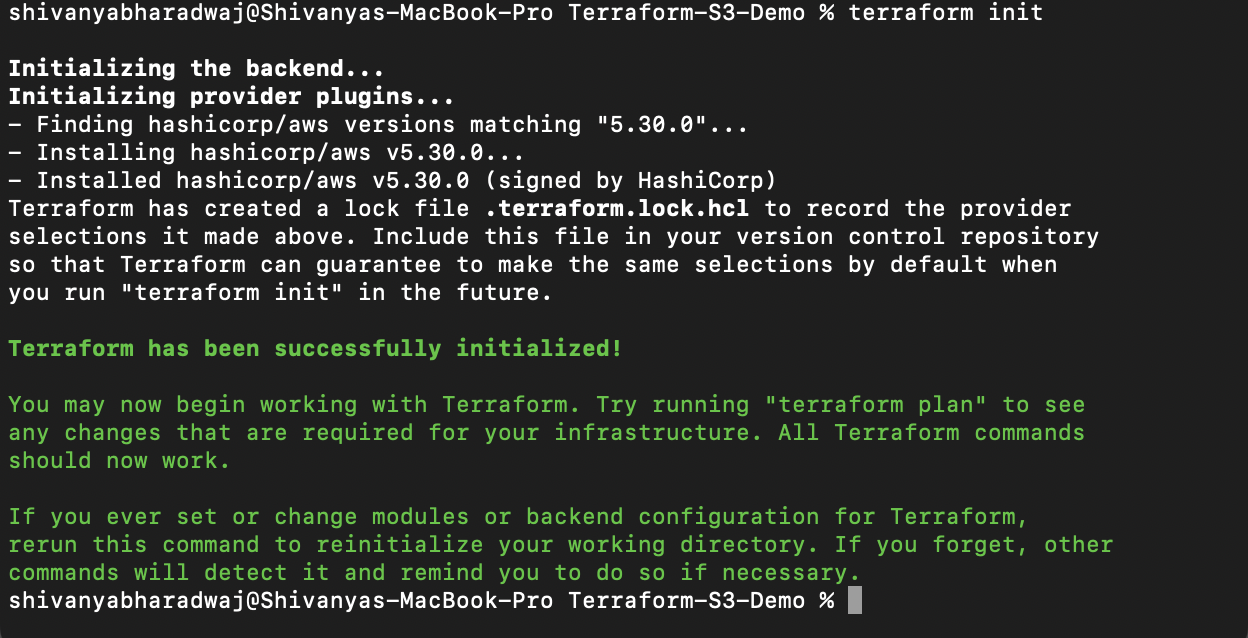 shivanyabharadwaj@Shivanyas-MacBook-Pro Terraform-S3-Demo % terraform init
Initializing the backend...
Initializing provider plugins...
- Finding hashicorp/aws versions matching "5.30.0"...
- Installing hashicorp/aws v5.30.0...
- Installed hashicorp/aws v5.30.0 (signed by HashiCorp)
Terraform has created a lock file .terraform.lock.hcl to record the provider
selections it made above. Include this file in your version control repository
so that Terraform can guarantee to make the same selections by default when
you run "terraform init" in the future.
Terraform has been successfully initialized!
You may now begin working with Terraform. Try running "terraform plan" to see
any changes that are required for your infrastructure. All Terraform commands
should now work.
If you ever set or change modules or backend configuration for Terraform,
rerun this command to reinitialize your working directory. If you forget, other
commands will detect it and remind you to do so if necessary.
shivanyabharadwaj@Shivanyas-MacBook-Pro Terraform-S3-Demo %